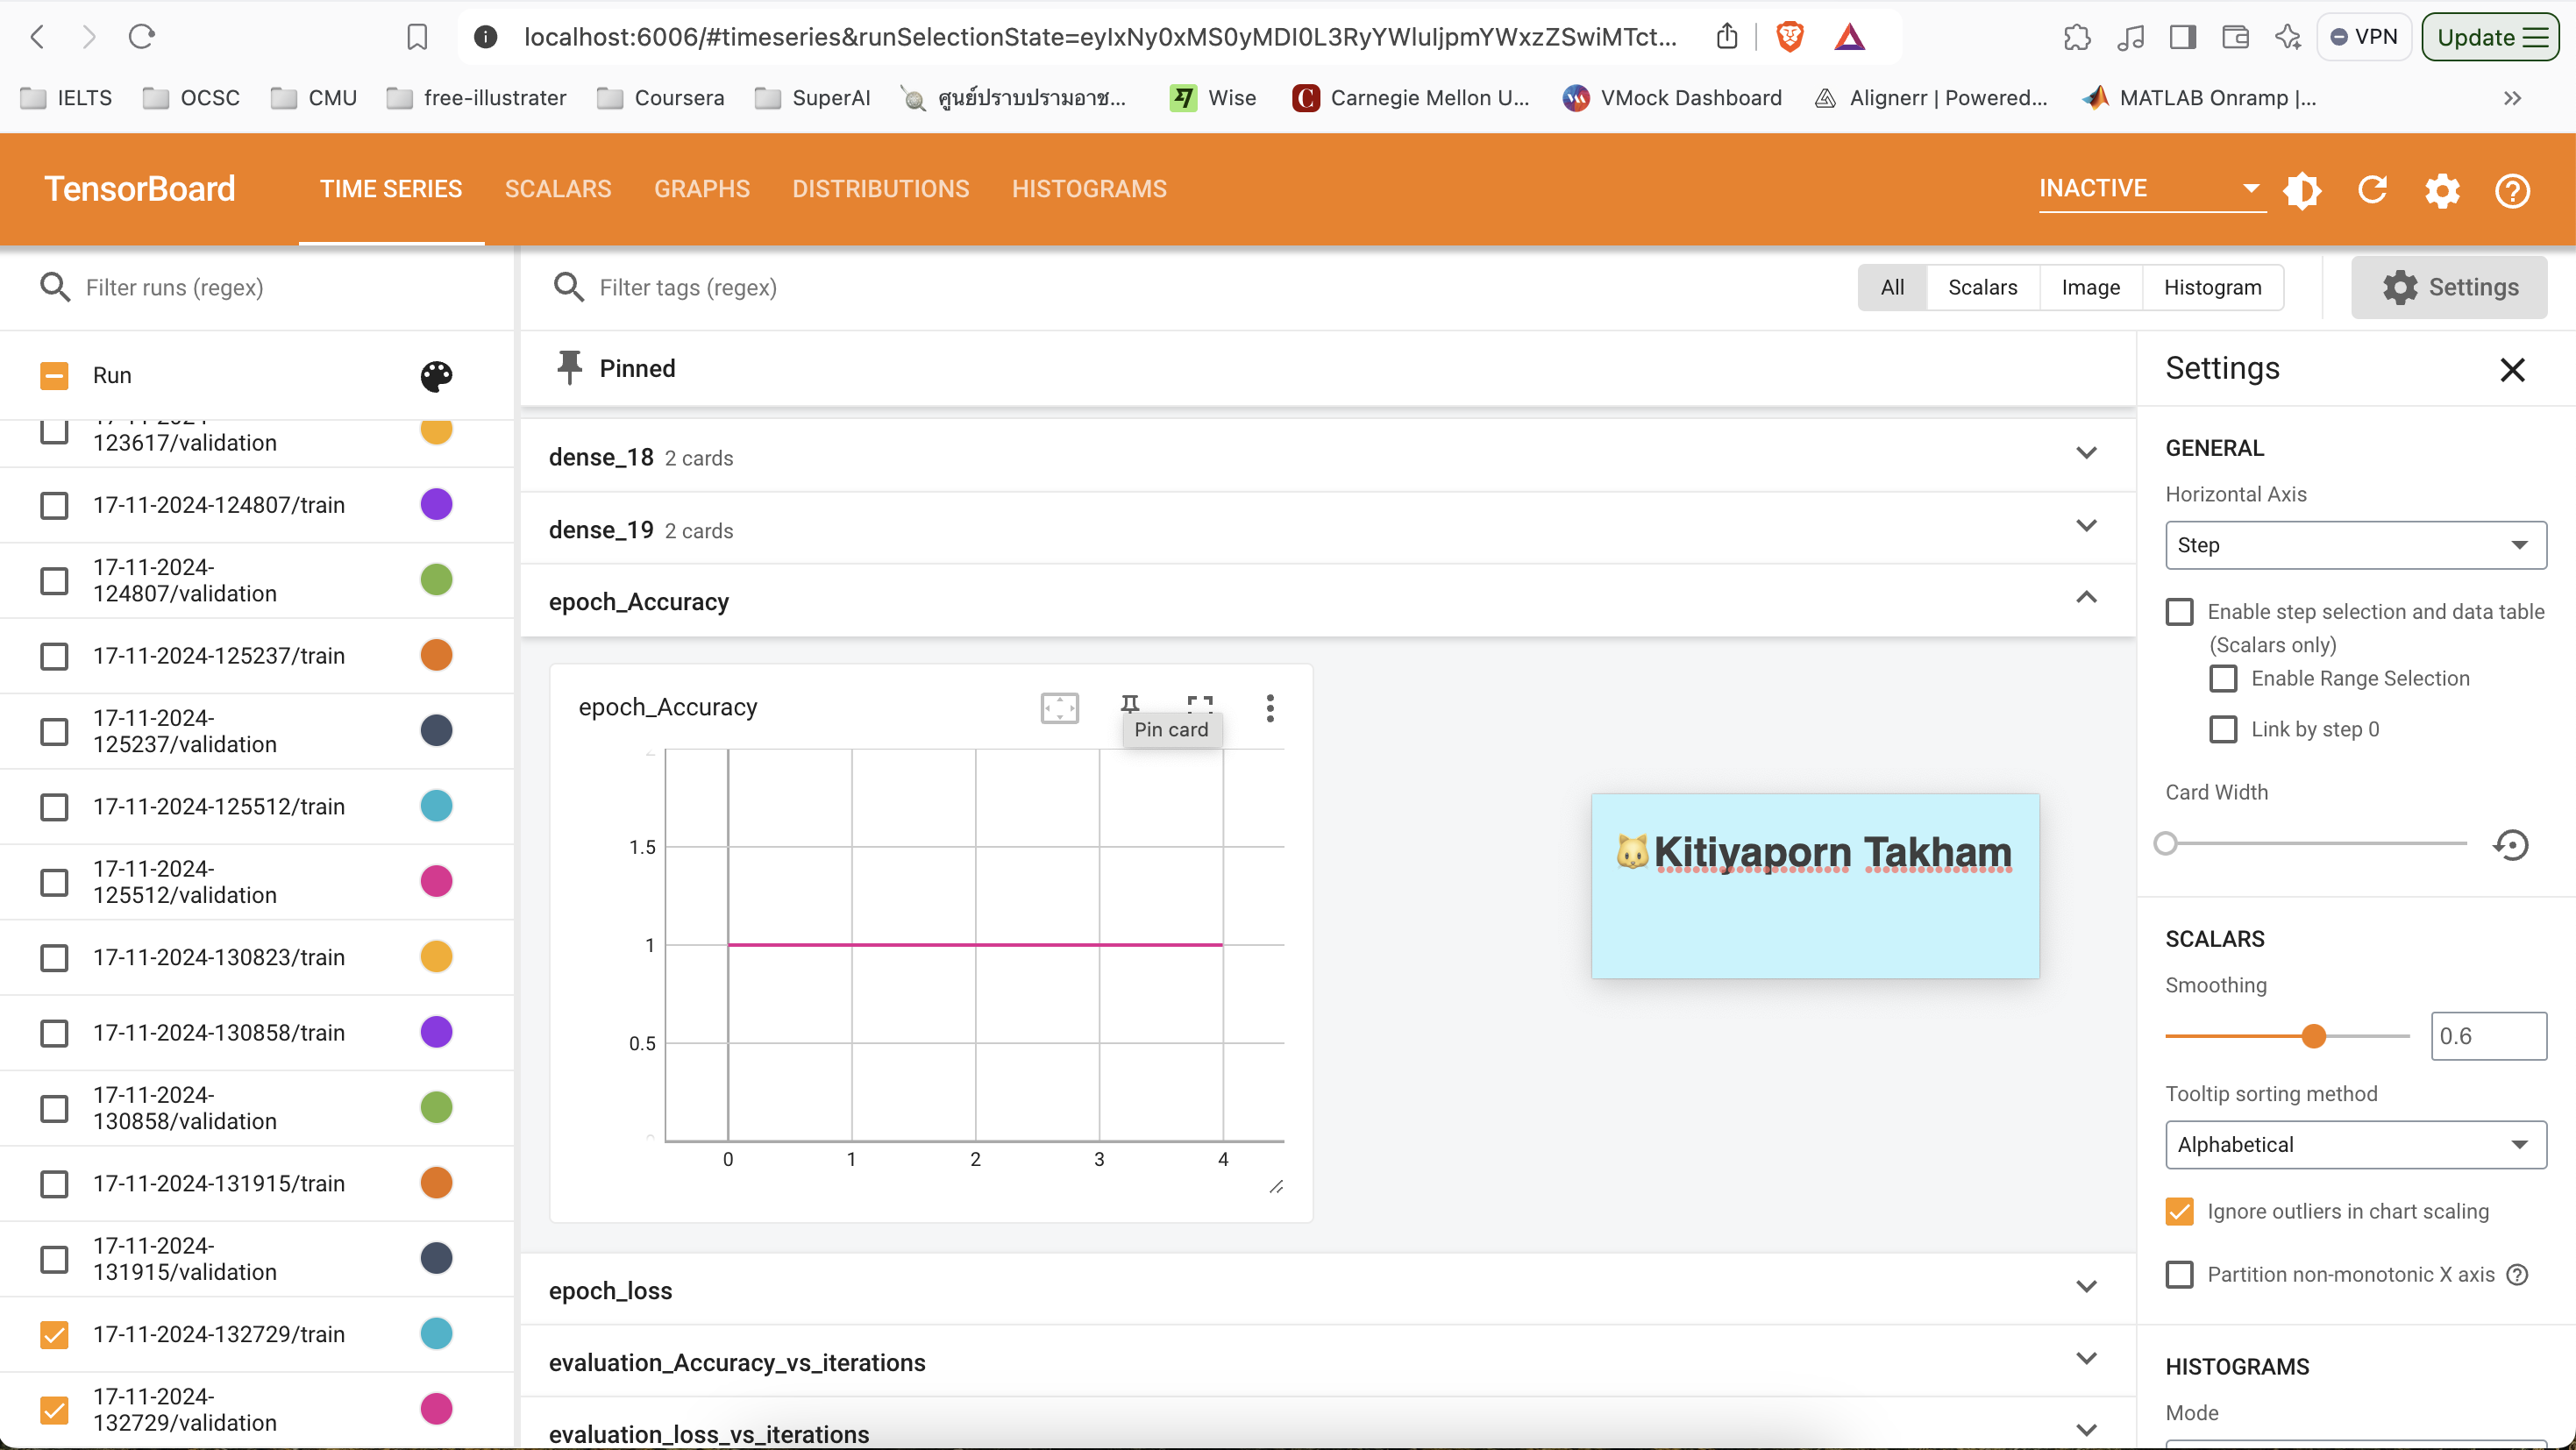 localhost:6006/#timeseries&runSelectionState=eyIxNy0xMS0yMDI0L3RyYWluIjpmYWxzZSwiMTct...
VPN
Update
IELTS
OCSC
CMU
free-illustrater
Coursera
SuperAI
ศูนย์ปราบปรามอาช...
Wise
Carnegie Mellon U...
VMock Dashboard
Alignerr | Powered...
MATLAB Onramp |...
TensorBoard
TIME SERIES
SCALARS
GRAPHS
DISTRIBUTIONS
HISTOGRAMS
INACTIVE
Filter runs (regex)
Run
17-11-2024-
123617/validation
17-11-2024-124807/train
17-11-2024-
124807/validation
17-11-2024-125237/train
17-11-2024-
125237/validation
17-11-2024-125512/train
17-11-2024-
125512/validation
17-11-2024-130823/train
17-11-2024-130858/train
17-11-2024-
130858/validation
17-11-2024-131915/train
17-11-2024-
131915/validation
17-11-2024-132729/train
17-11-2024-
132729/validation
Filter tags (regex)
All
Scalars
Image
Histogram
Settings
Pinned
dense_18 2 cards
dense_19 2 cards
epoch_Accuracy
epoch_Accuracy
Pin card
1.5
1
0.5
0 1 2 3 4
🐱Kitiyaporn Takham
epoch_loss
evaluation_Accuracy_vs_iterations
evaluation_loss_vs_iterations
Settings
GENERAL
Horizontal Axis
Step
Enable step selection and data table
(Scalars only)
Enable Range Selection
Link by step 0
Card Width
SCALARS
Smoothing
0.6
Tooltip sorting method
Alphabetical
Ignore outliers in chart scaling
Partition non-monotonic X axis
HISTOGRAMS
Mode